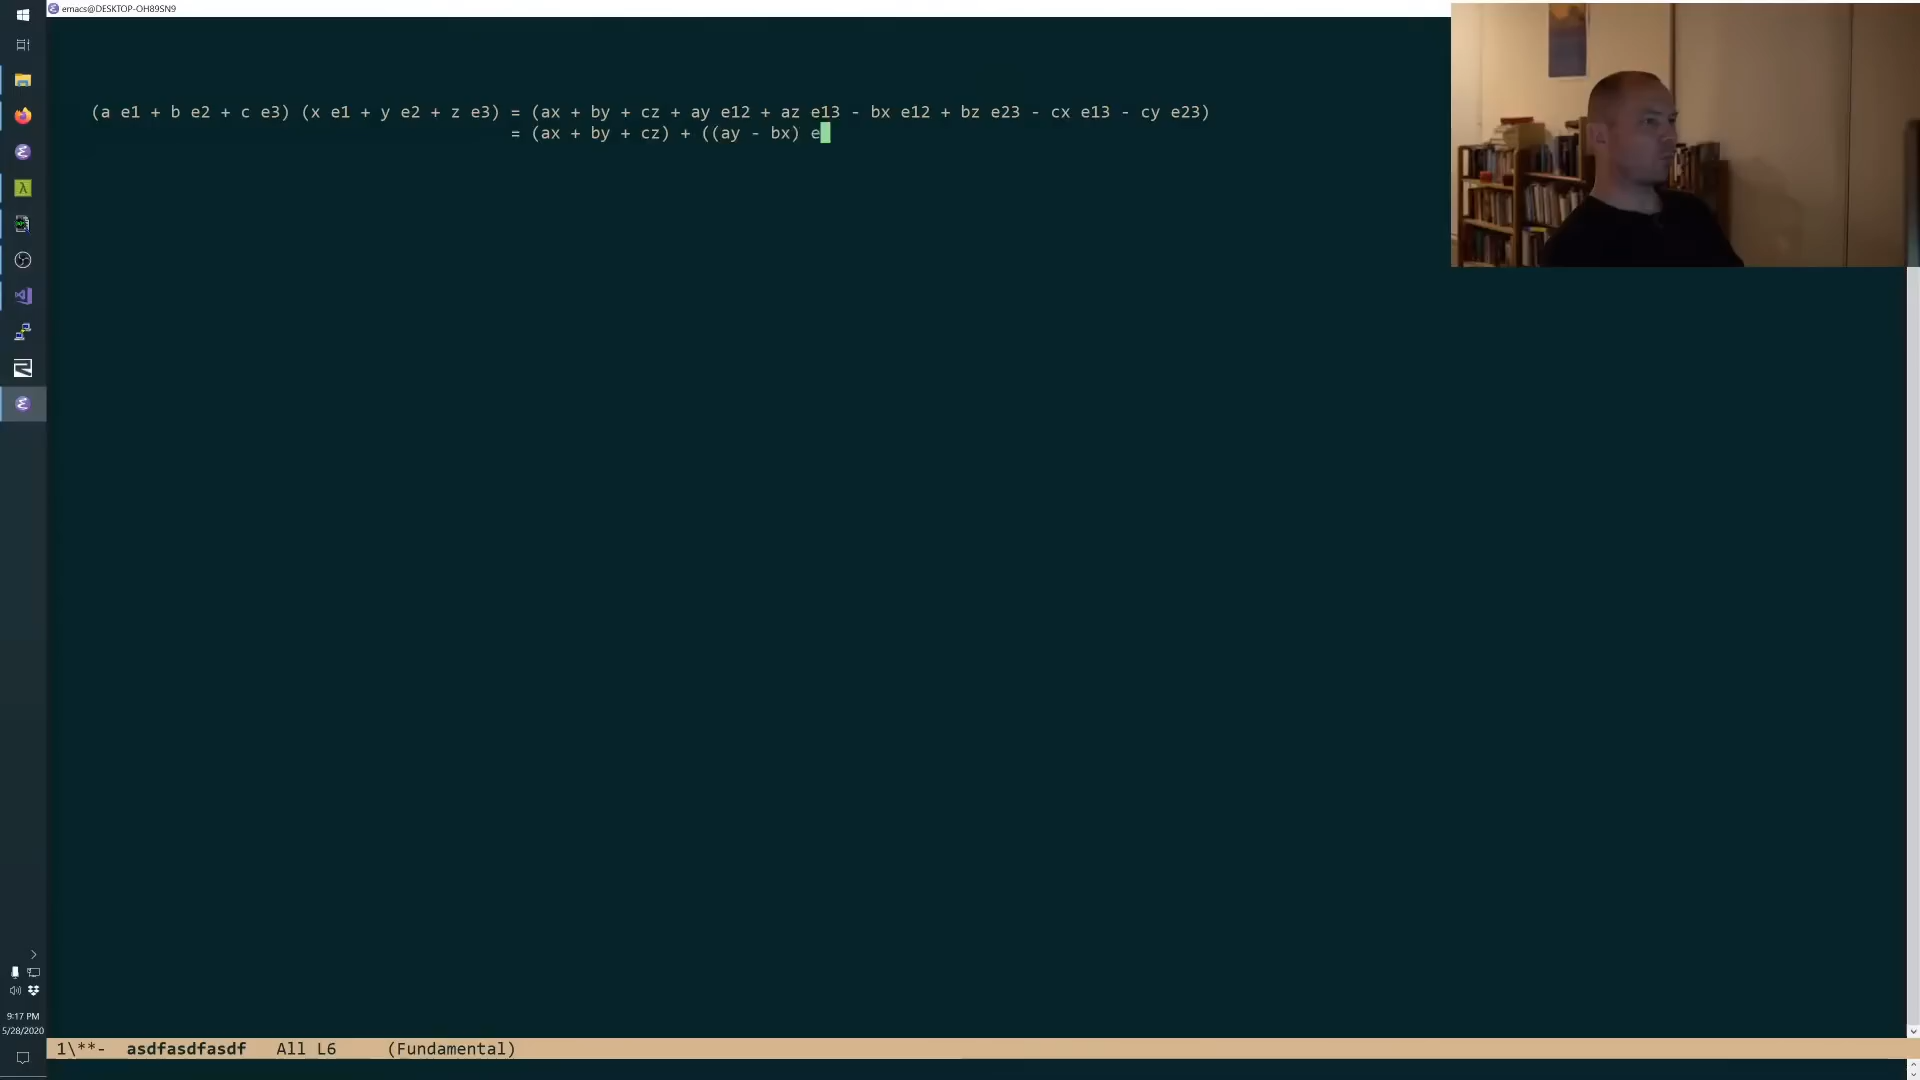 emacs@DESKTOP-OH89SN9
(a e1 + b e2 + c e3) (x e1 + y e2 + z e3) = (ax + by + cz + ay e12 + az e13 - bx e12 + bz e23 - cx e13 - cy e23)
= (ax + by + cz) + ((ay - bx) e
9:17 PM
5/28/2020
1\**- asdfasdfasdf All L6 (Fundamental)